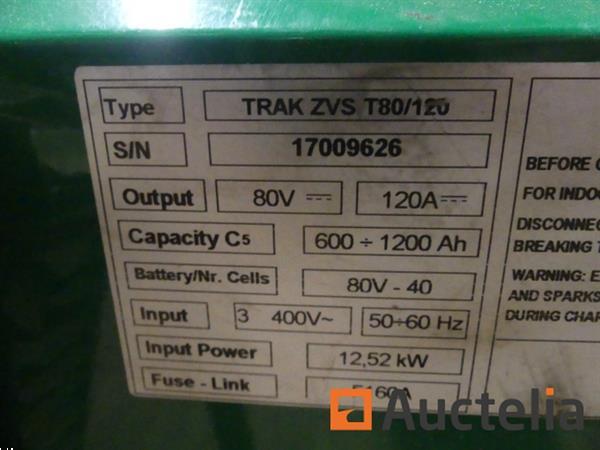 Type TRAK ZVS T80/120
S/N 17009626
Output 80V ⎓ 120A ⎓
Capacity C5 600 ÷ 1200 Ah
Battery/Nr. Cells 80V - 40
Input 3 400V~ 50÷60 Hz
Input Power 12,52 kW
Fuse - Link
BEFORE
FOR INDO
DISCONNEC
BREAKING
WARNING: E
AND SPARKS
DURING CHAR
Auctelia